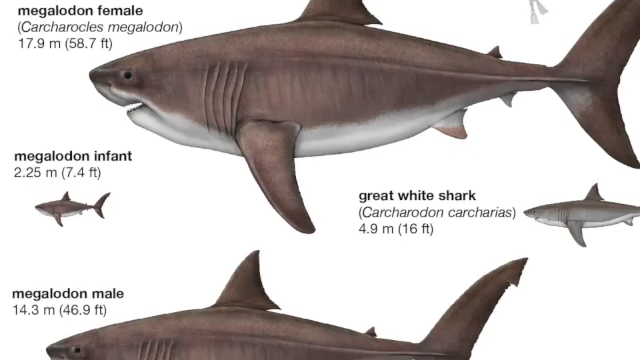 megalodon female
(Carcharocles megalodon)
17.9 m (58.7 ft)
megalodon infant
2.25 m (7.4 ft)
great white shark
(Carcharodon carcharias)
4.9 m (16 ft)
megalodon male
14.3 m (46.9 ft)